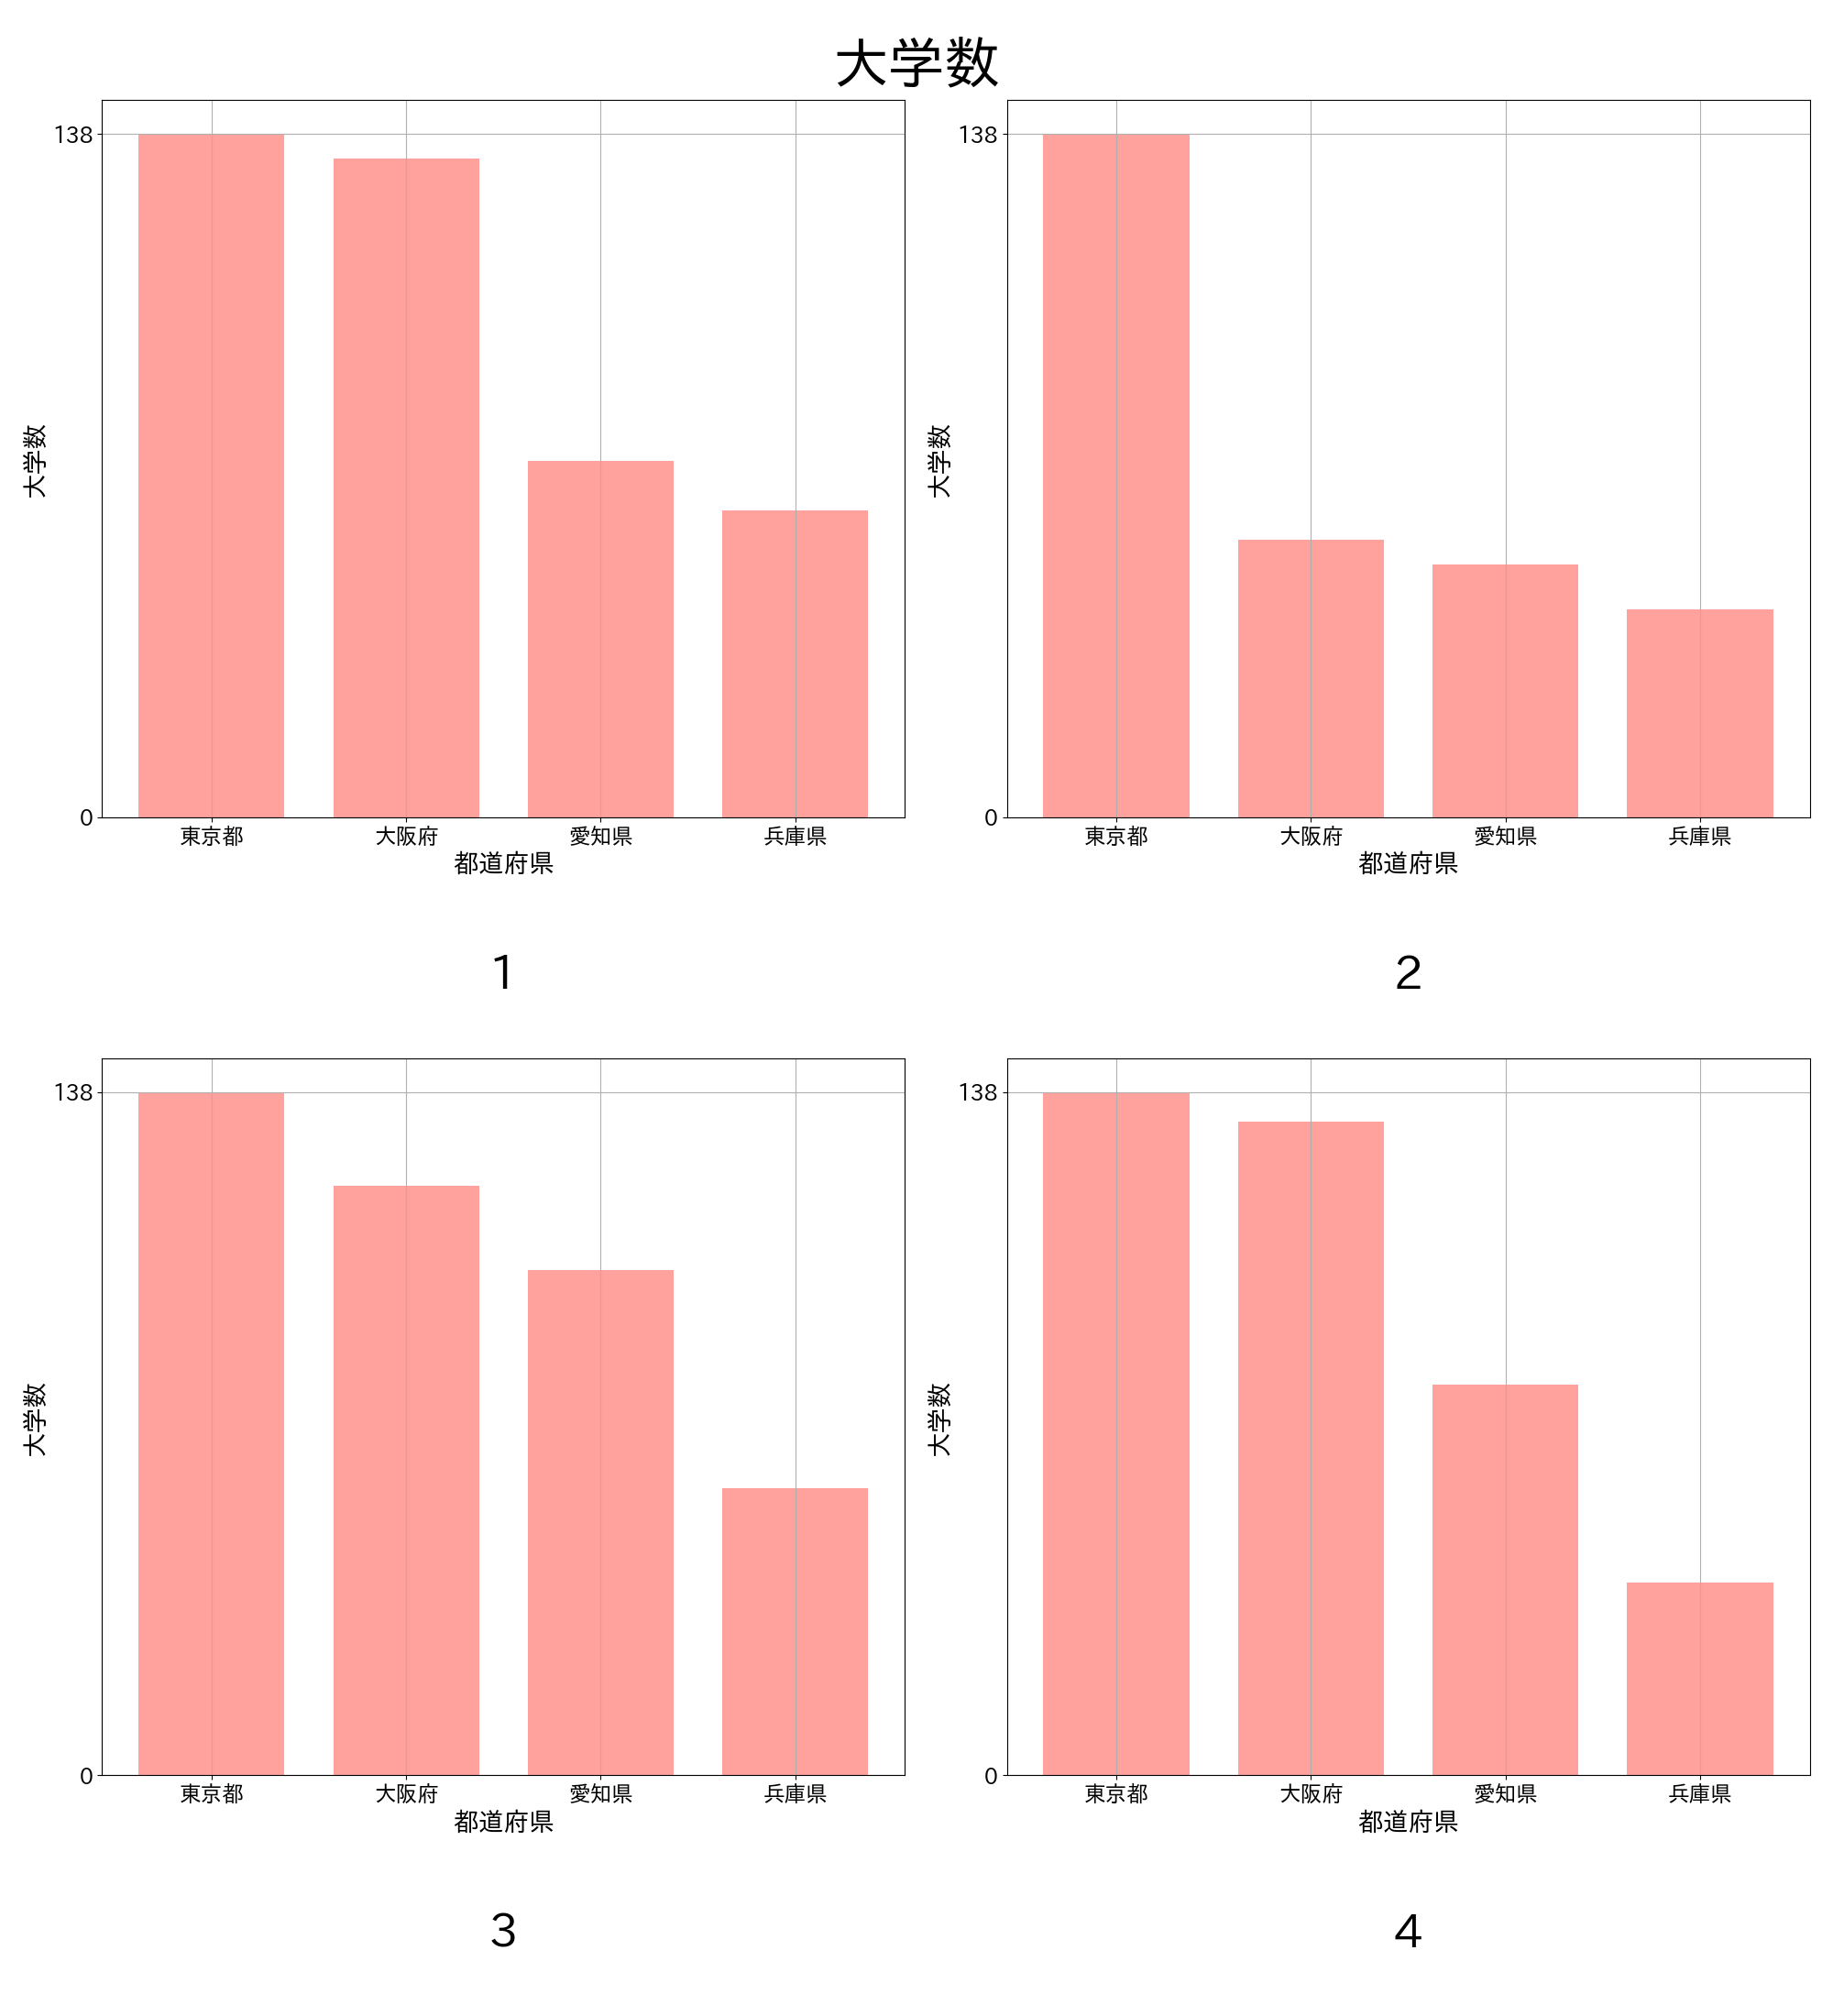 大学数
138
0
大学数
東京都 大阪府 愛知県 兵庫県
都道府県
1
138
0
大学数
東京都 大阪府 愛知県 兵庫県
都道府県
2
138
0
大学数
東京都 大阪府 愛知県 兵庫県
都道府県
3
138
0
大学数
東京都 大阪府 愛知県 兵庫県
都道府県
4